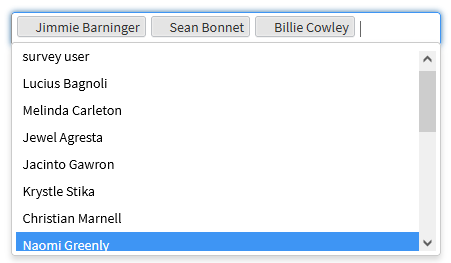 Jimmie Barninger Sean Bonnet Billie Cowley
survey user
Lucius Bagnoli
Melinda Carleton
Jewel Agresta
Jacinto Gawron
Krystle Stika
Christian Marnell
Naomi Greenly